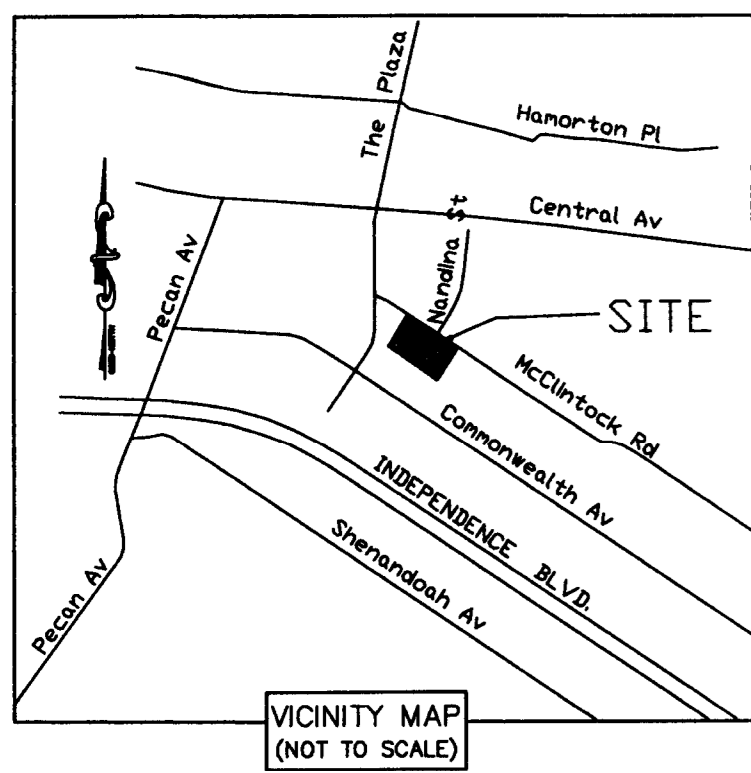 The Plaza
Hamorton Pl
Central Av
Nandina St
Pecan Av
SITE
McClintock Rd
Commonwealth Av
INDEPENDENCE BLVD.
Shenandoah Av
Pecan Av
VICINITY MAP
(NOT TO SCALE)